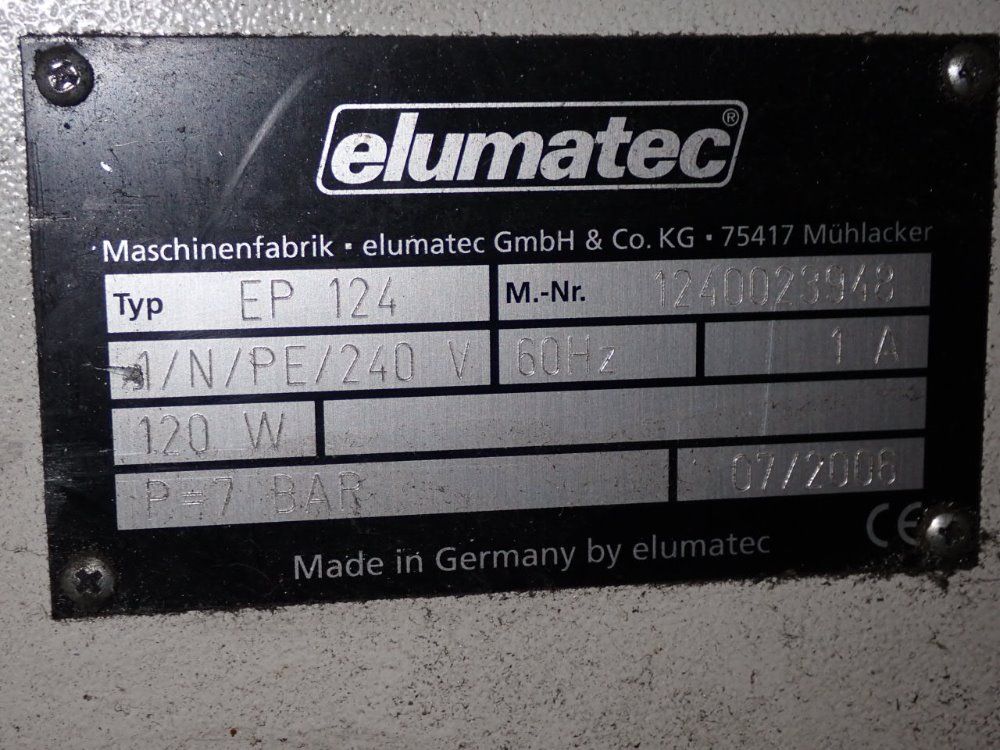 elumatec®
Maschinenfabrik • elumatec GmbH & Co. KG • 75417 Mühlacker
Typ EP 124 M.-Nr. 1240023948
1/N/PE/240 V 60Hz 1 A
120 W
P=7 BAR 07/2006
Made in Germany by elumatec CE